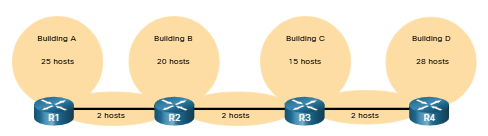 Building A
25 hosts
Building B
20 hosts
Building C
15 hosts
Building D
28 hosts
R1
2 hosts
R2
2 hosts
R3
2 hosts
R4